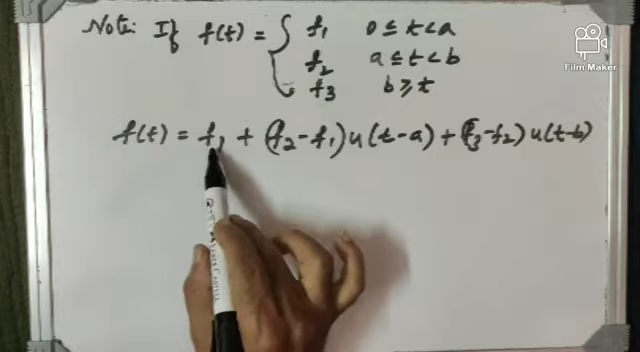 Note: If f(t) = { f₁ 0 ≤ t < a
f₂ a ≤ t < b
f₃ b ≥ t
f(t) = f₁ + (f₂ - f₁) u(t-a) + (f₃ - f₂) u(t-b)
Film Maker